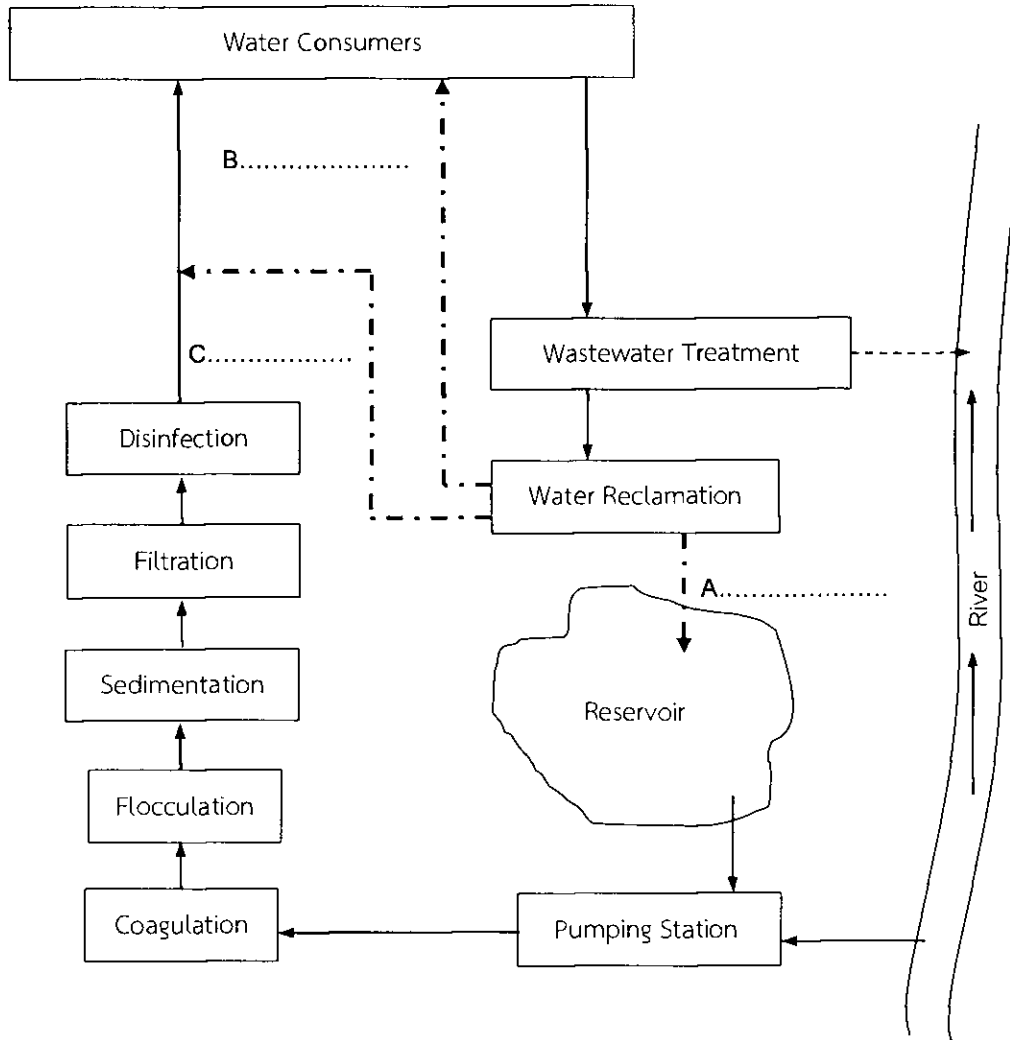 Water Consumers
B.....................
C..................
Wastewater Treatment
Disinfection
Water Reclamation
Filtration
A.....................
River
Sedimentation
Reservoir
Flocculation
Coagulation
Pumping Station